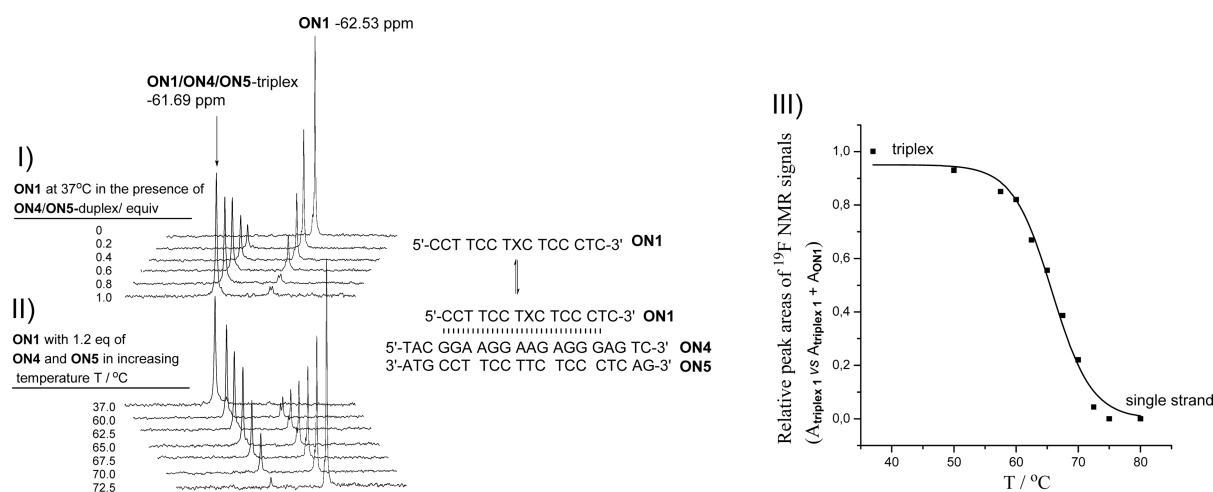 ON1 -62.53 ppm
ON1/ON4/ON5-triplex
-61.69 ppm
I)
ON1 at 37°C in the presence of
ON4/ON5-duplex/ equiv
0
0.2
0.4
0.6
0.8
1.0
II)
ON1 with 1.2 eq of
ON4 and ON5 in increasing
temperature T / °C
37.0
60.0
62.5
65.0
67.5
70.0
72.5
5'-CCT TCC TXC TCC CTC-3' ON1
5'-CCT TCC TXC TCC CTC-3' ON1
5'-TAC GGA AGG AAG AGG GAG TC-3' ON4
3'-ATG CCT TCC TTC TCC CTC AG-3' ON5
III)
Relative peak areas of ¹⁹F NMR signals
(A triplex 1 vs A triplex 1 + A ON1)
1,0
0,8
0,6
0,4
0,2
0,0
triplex
single strand
40 50 60 70 80
T / °C